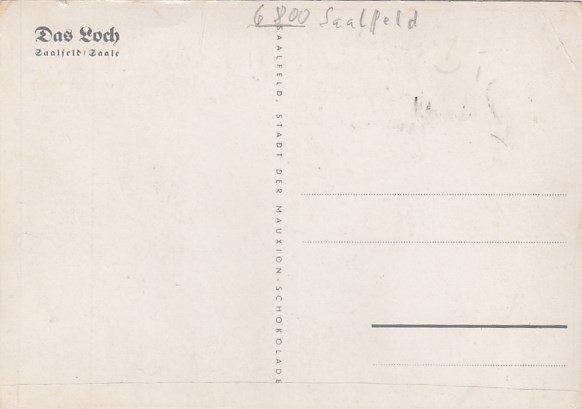 6800 Saalfeld
Das Loch
Saalfeld/Saale
SAALFELD, STADT DER MAUXION-SCHOKOLADE